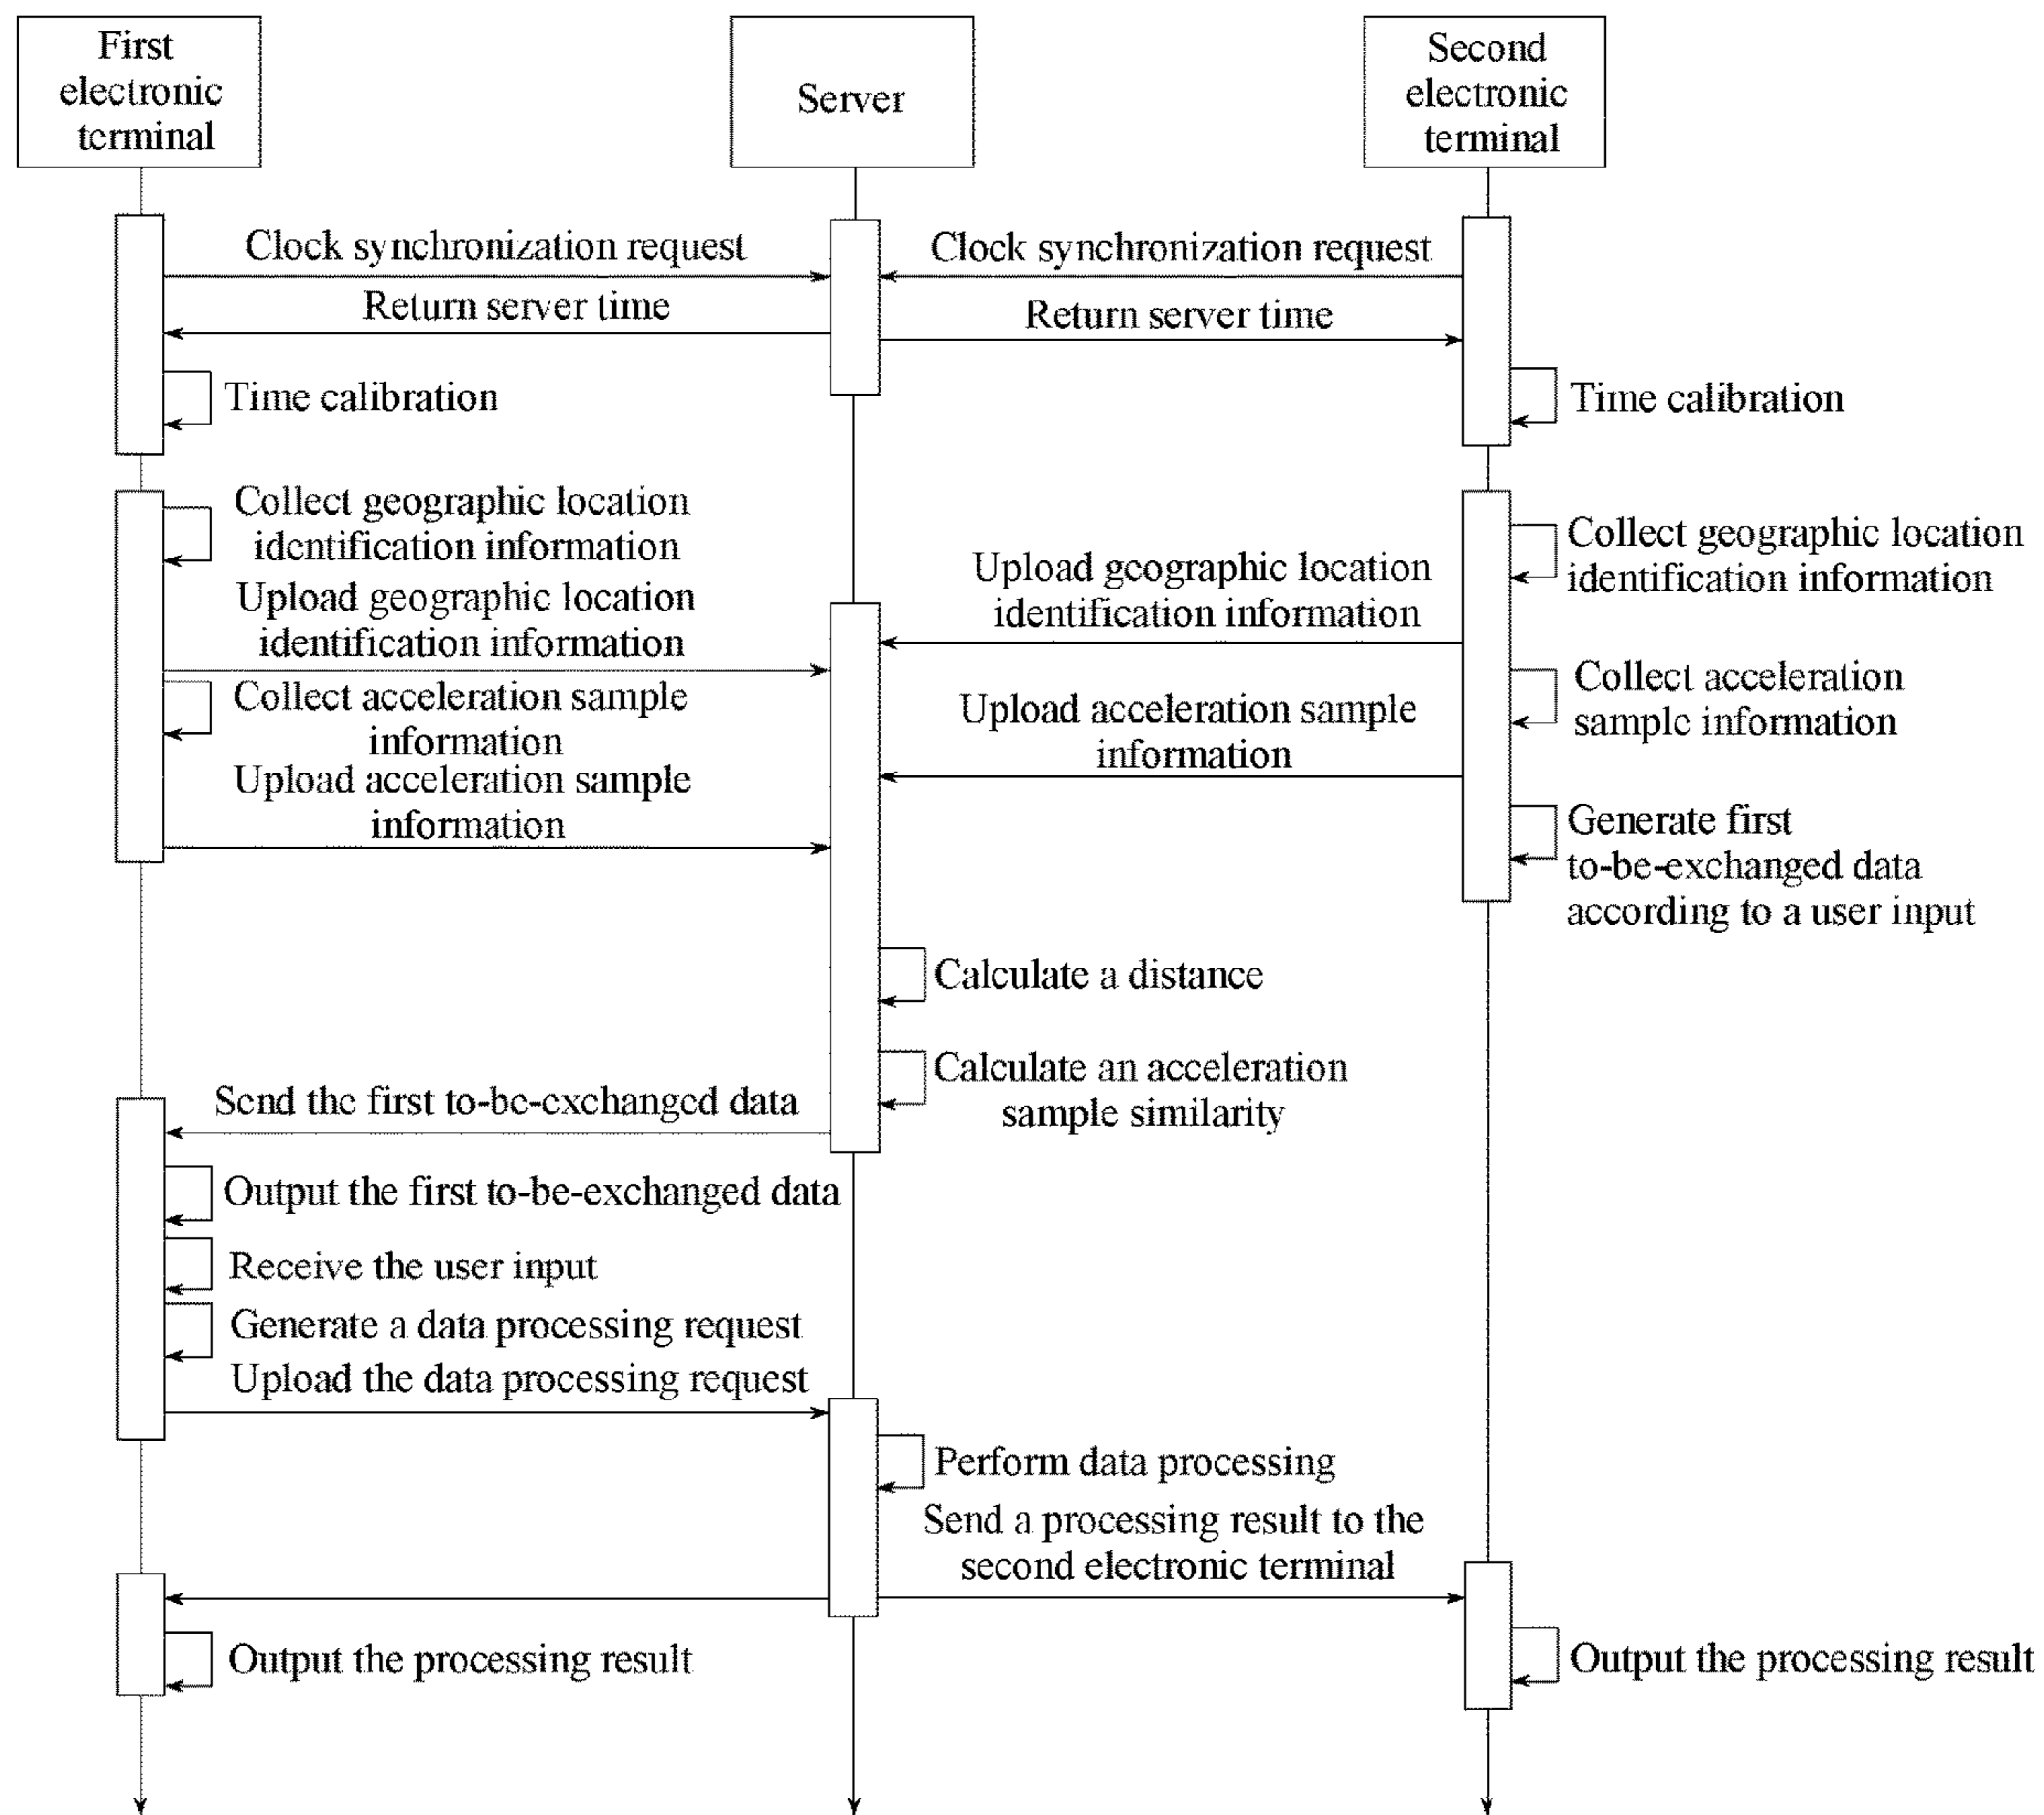 First
electronic
terminal
Server
Second
electronic
terminal
Clock synchronization request
Clock synchronization request
Return server time
Return server time
Time calibration
Time calibration
Collect geographic location
identification information
Collect geographic location
identification information
Upload geographic location
identification information
Upload geographic location
identification information
Collect acceleration sample
information
Collect acceleration
sample information
Upload acceleration sample
information
Upload acceleration sample
information
Generate first
to-be-exchanged data
according to a user input
Calculate a distance
Calculate an acceleration
sample similarity
Send the first to-be-exchanged data
Output the first to-be-exchanged data
Receive the user input
Generate a data processing request
Upload the data processing request
Perform data processing
Send a processing result to the
second electronic terminal
Output the processing result
Output the processing result